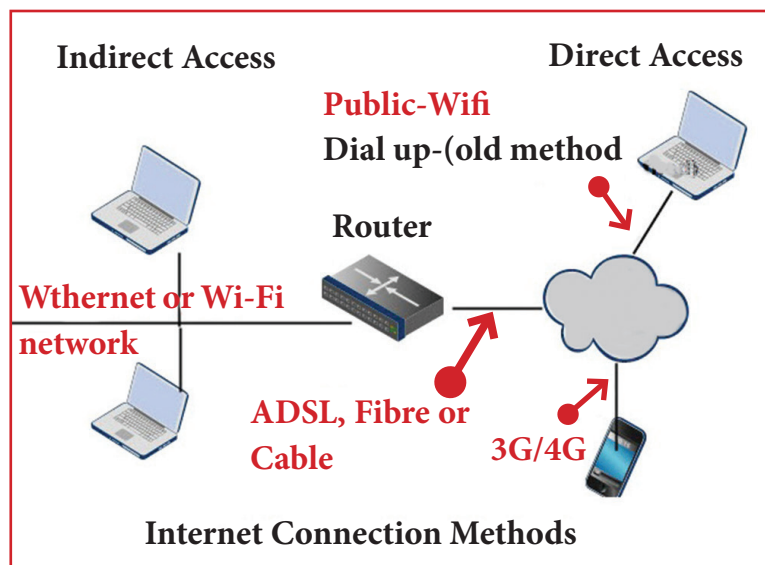 Indirect Access
Direct Access
Public-Wifi
Dial up-(old method
Router
Wthernet or Wi-Fi
network
ADSL, Fibre or
Cable
3G/4G
Internet Connection Methods